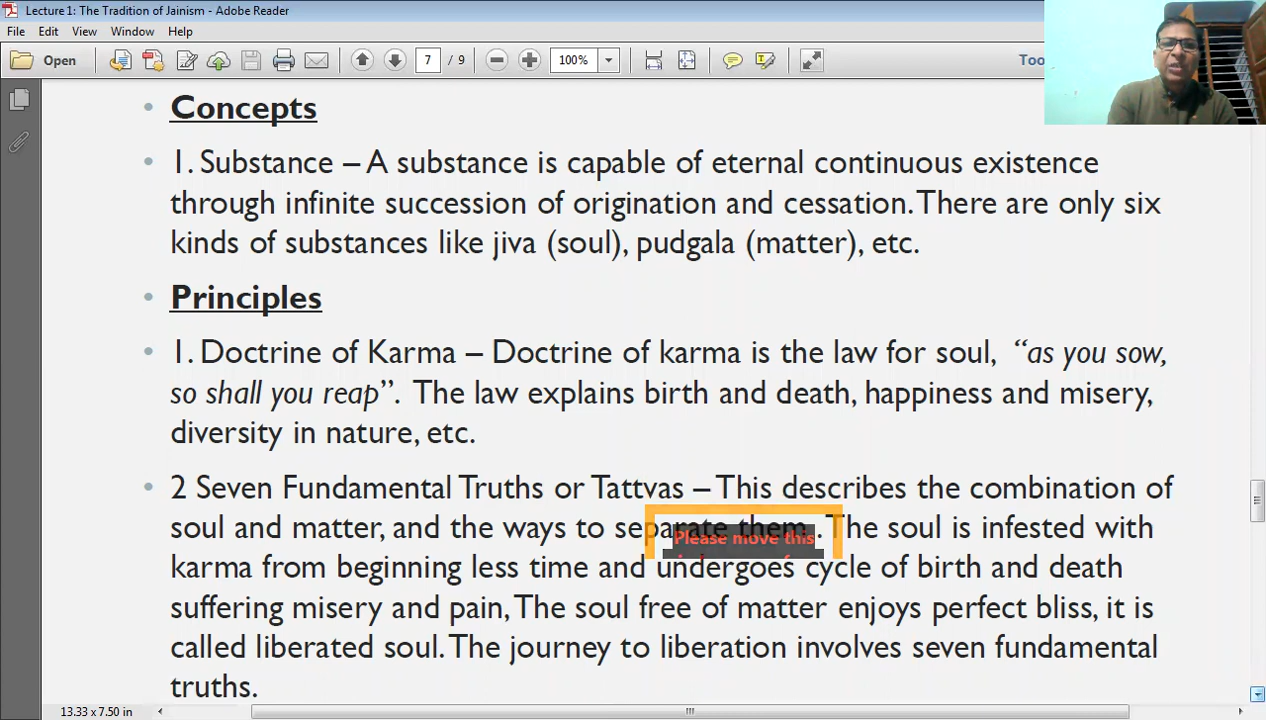 Lecture 1: The Tradition of Jainism - Adobe Reader
File Edit View Window Help
Open 7 / 9 100% Too
Concepts
1. Substance – A substance is capable of eternal continuous existence
through infinite succession of origination and cessation. There are only six
kinds of substances like jiva (soul), pudgala (matter), etc.
Principles
1. Doctrine of Karma – Doctrine of karma is the law for soul, “as you sow,
so shall you reap”. The law explains birth and death, happiness and misery,
diversity in nature, etc.
2 Seven Fundamental Truths or Tattvas – This describes the combination of
soul and matter, and the ways to separate them . The soul is infested with
Please move this
karma from beginning less time and undergoes cycle of birth and death
suffering misery and pain, The soul free of matter enjoys perfect bliss, it is
called liberated soul. The journey to liberation involves seven fundamental
truths.
13.33 x 7.50 in